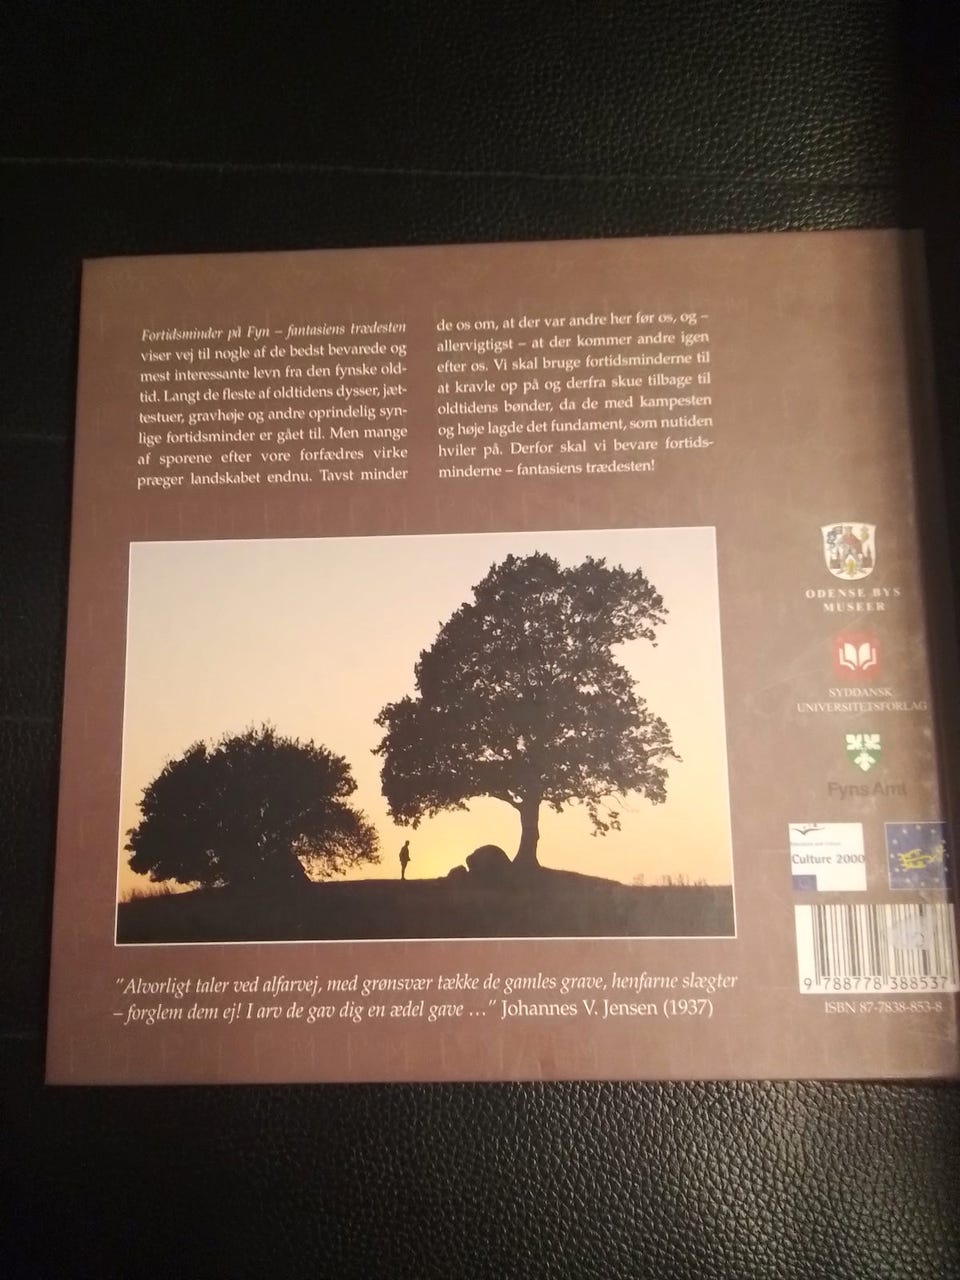 Fortidsminder på Fyn – fantasiens trædesten
viser vej til nogle af de bedst bevarede og
mest interessante levn fra den fynske old-
tid. Langt de fleste af oldtidens dysser, jæt-
testuer, gravhøje og andre oprindelig syn-
lige fortidsminder er gået til. Men mange
af sporene efter vore forfædres virke
præger landskabet endnu. Tavst minder
de os om, at der var andre her før os, og –
allervigtigst – at der kommer andre igen
efter os. Vi skal bruge fortidsminderne til
at kravle op på og derfra skue tilbage til
oldtidens bønder, da de med kampesten
og høje lagde det fundament, som nutiden
hviler på. Derfor skal vi bevare fortids-
minderne – fantasiens trædesten!
ODENSE BYS
MUSEER
SYDDANSK
UNIVERSITETSFORLAG
Fyns Amt
Education and Culture
Culture 2000
9 788778 388537
ISBN 87-7838-853-8
"Alvorligt taler ved alfarvej, med grønsvær tække de gamles grave, henfarne slægter
– forglem dem ej! I arv de gav dig en ædel gave …" Johannes V. Jensen (1937)